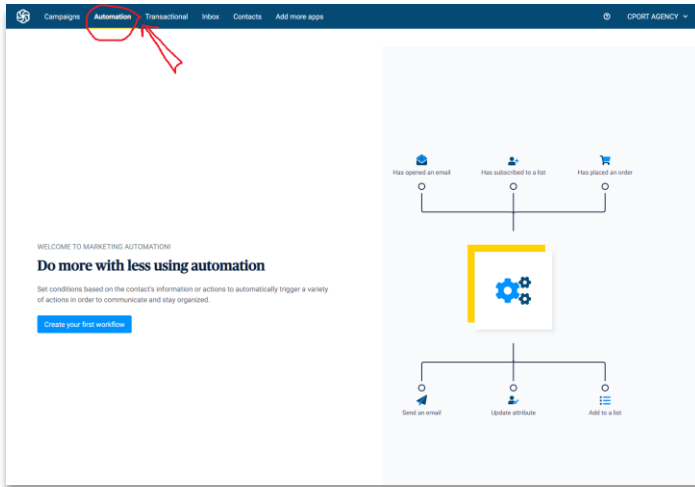 Campaigns Automation Transactional Inbox Contacts Add more apps CPORT AGENCY
Has opened an email Has subscribed to a list Has placed an order
WELCOME TO MARKETING AUTOMATION!
Do more with less using automation
Set conditions based on the contact's information or actions to automatically trigger a variety
of actions in order to communicate and stay organized.
Create your first workflow
Send an email Update attribute Add to a list